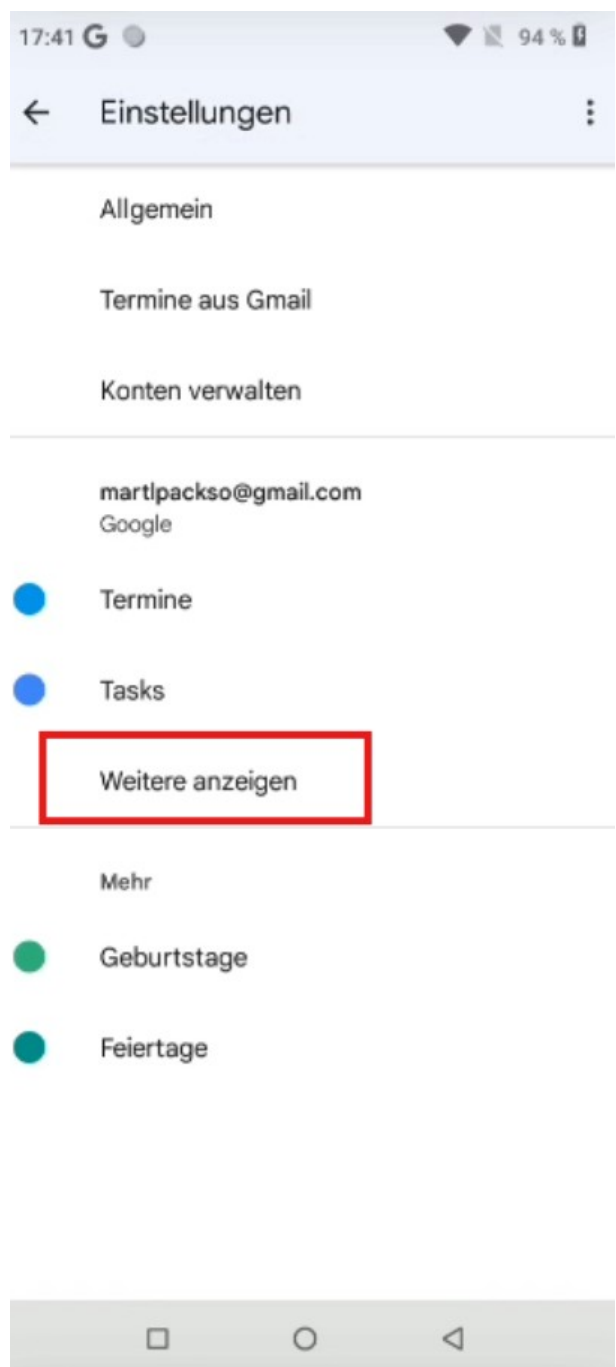 17:41 G 94 %
Einstellungen
Allgemein
Termine aus Gmail
Konten verwalten
martlpackso@gmail.com
Google
Termine
Tasks
Weitere anzeigen
Mehr
Geburtstage
Feiertage